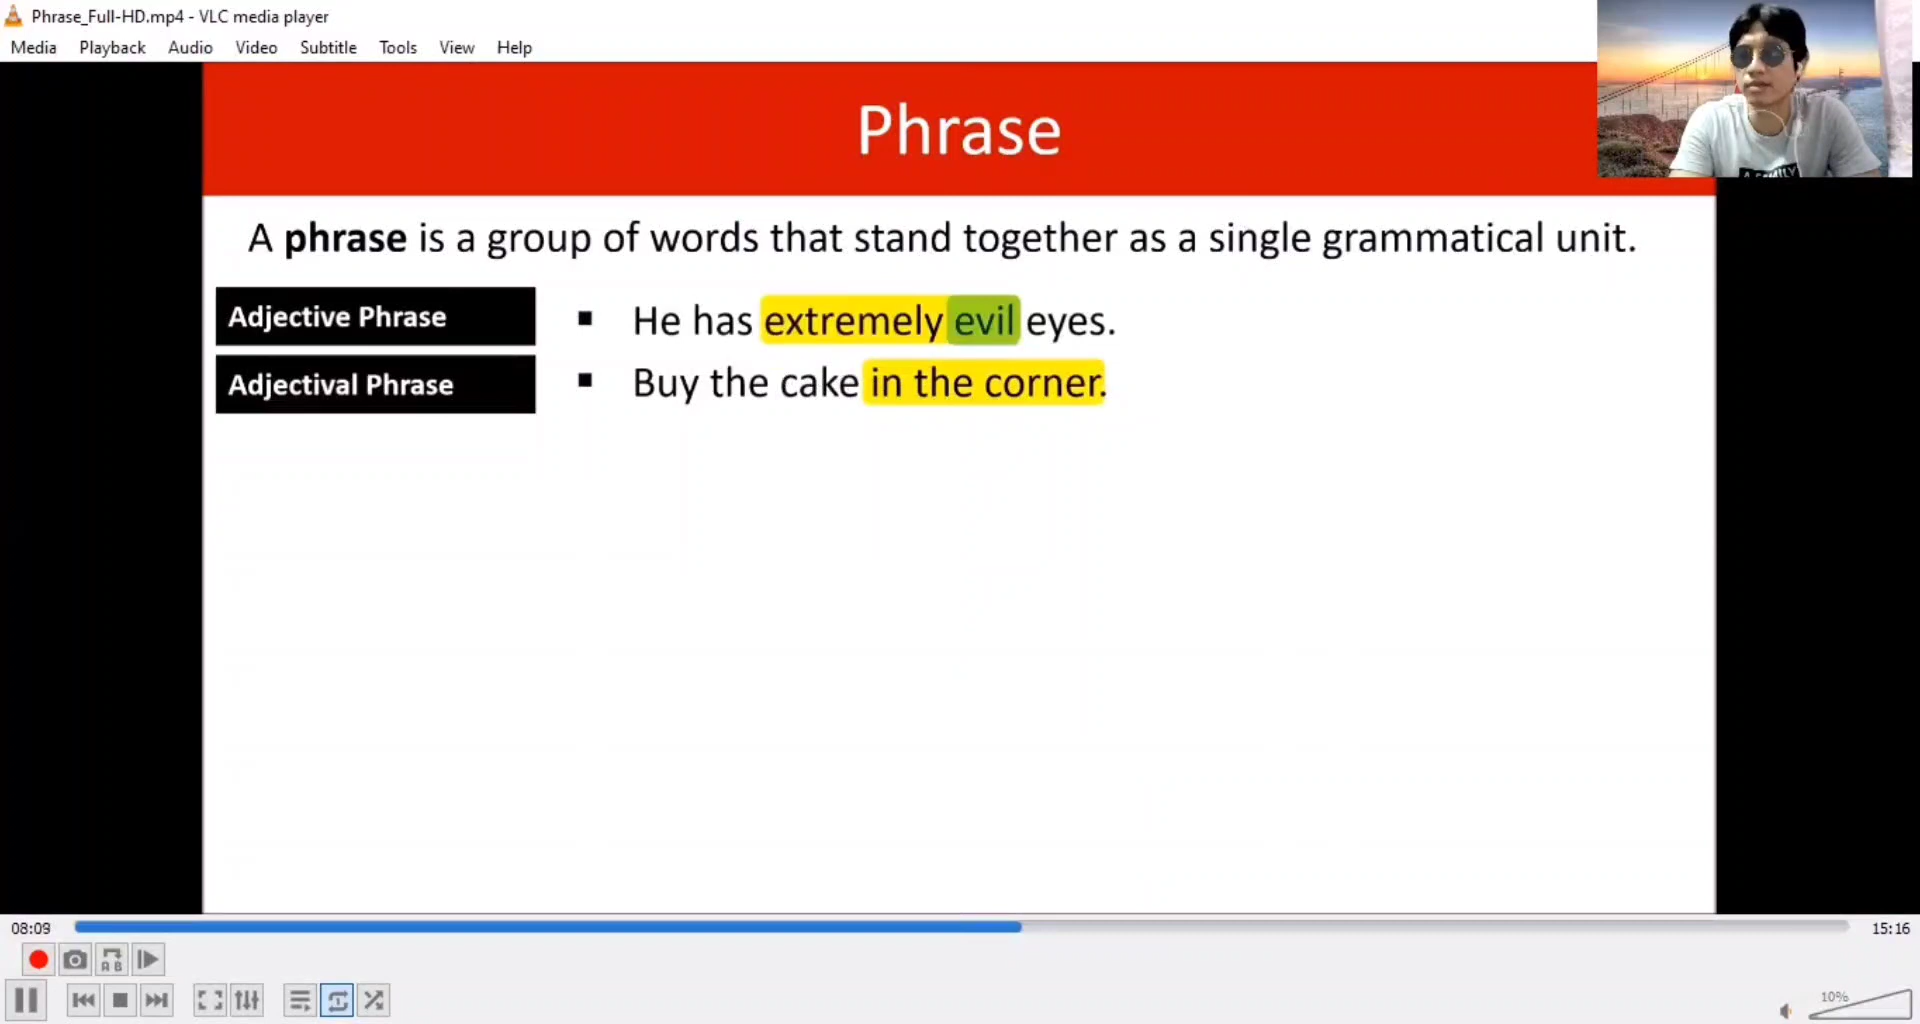 Phrase_Full-HD.mp4 - VLC media player
Media Playback Audio Video Subtitle Tools View Help
Phrase
A phrase is a group of words that stand together as a single grammatical unit.
Adjective Phrase
▪ He has extremely evil eyes.
Adjectival Phrase
▪ Buy the cake in the corner.
08:09
15:16
A B
10%